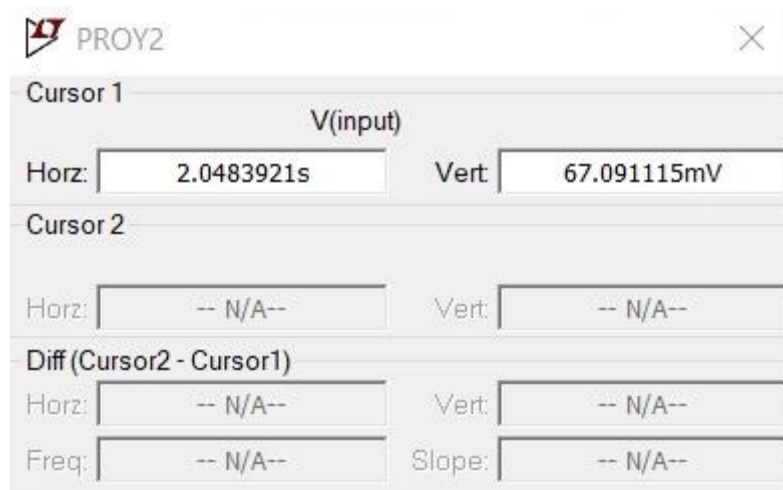 PROY2
Cursor 1
V(input)
Horz: 2.0483921s Vert: 67.091115mV
Cursor 2
Horz: -- N/A-- Vert: -- N/A--
Diff (Cursor2 - Cursor1)
Horz: -- N/A-- Vert: -- N/A--
Freq: -- N/A-- Slope: -- N/A--